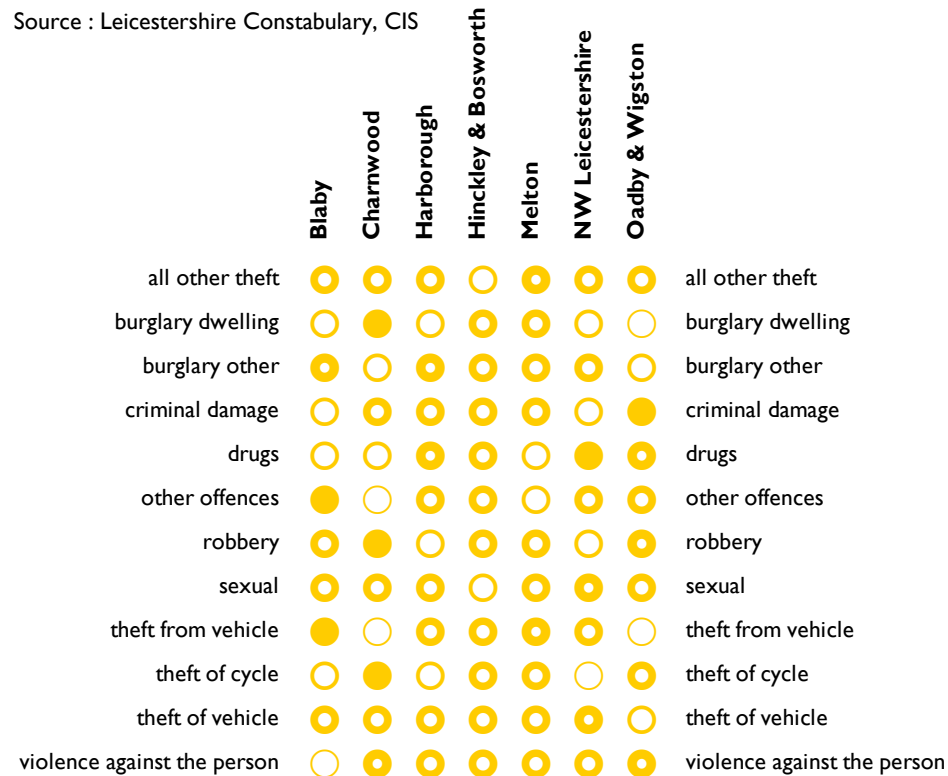 Source : Leicestershire Constabulary, CIS
Blaby
Charnwood
Harborough
Hinckley & Bosworth
Melton
NW Leicestershire
Oadby & Wigston
all other theft all other theft
burglary dwelling burglary dwelling
burglary other burglary other
criminal damage criminal damage
drugs drugs
other offences other offences
robbery robbery
sexual sexual
theft from vehicle theft from vehicle
theft of cycle theft of cycle
theft of vehicle theft of vehicle
violence against the person violence against the person